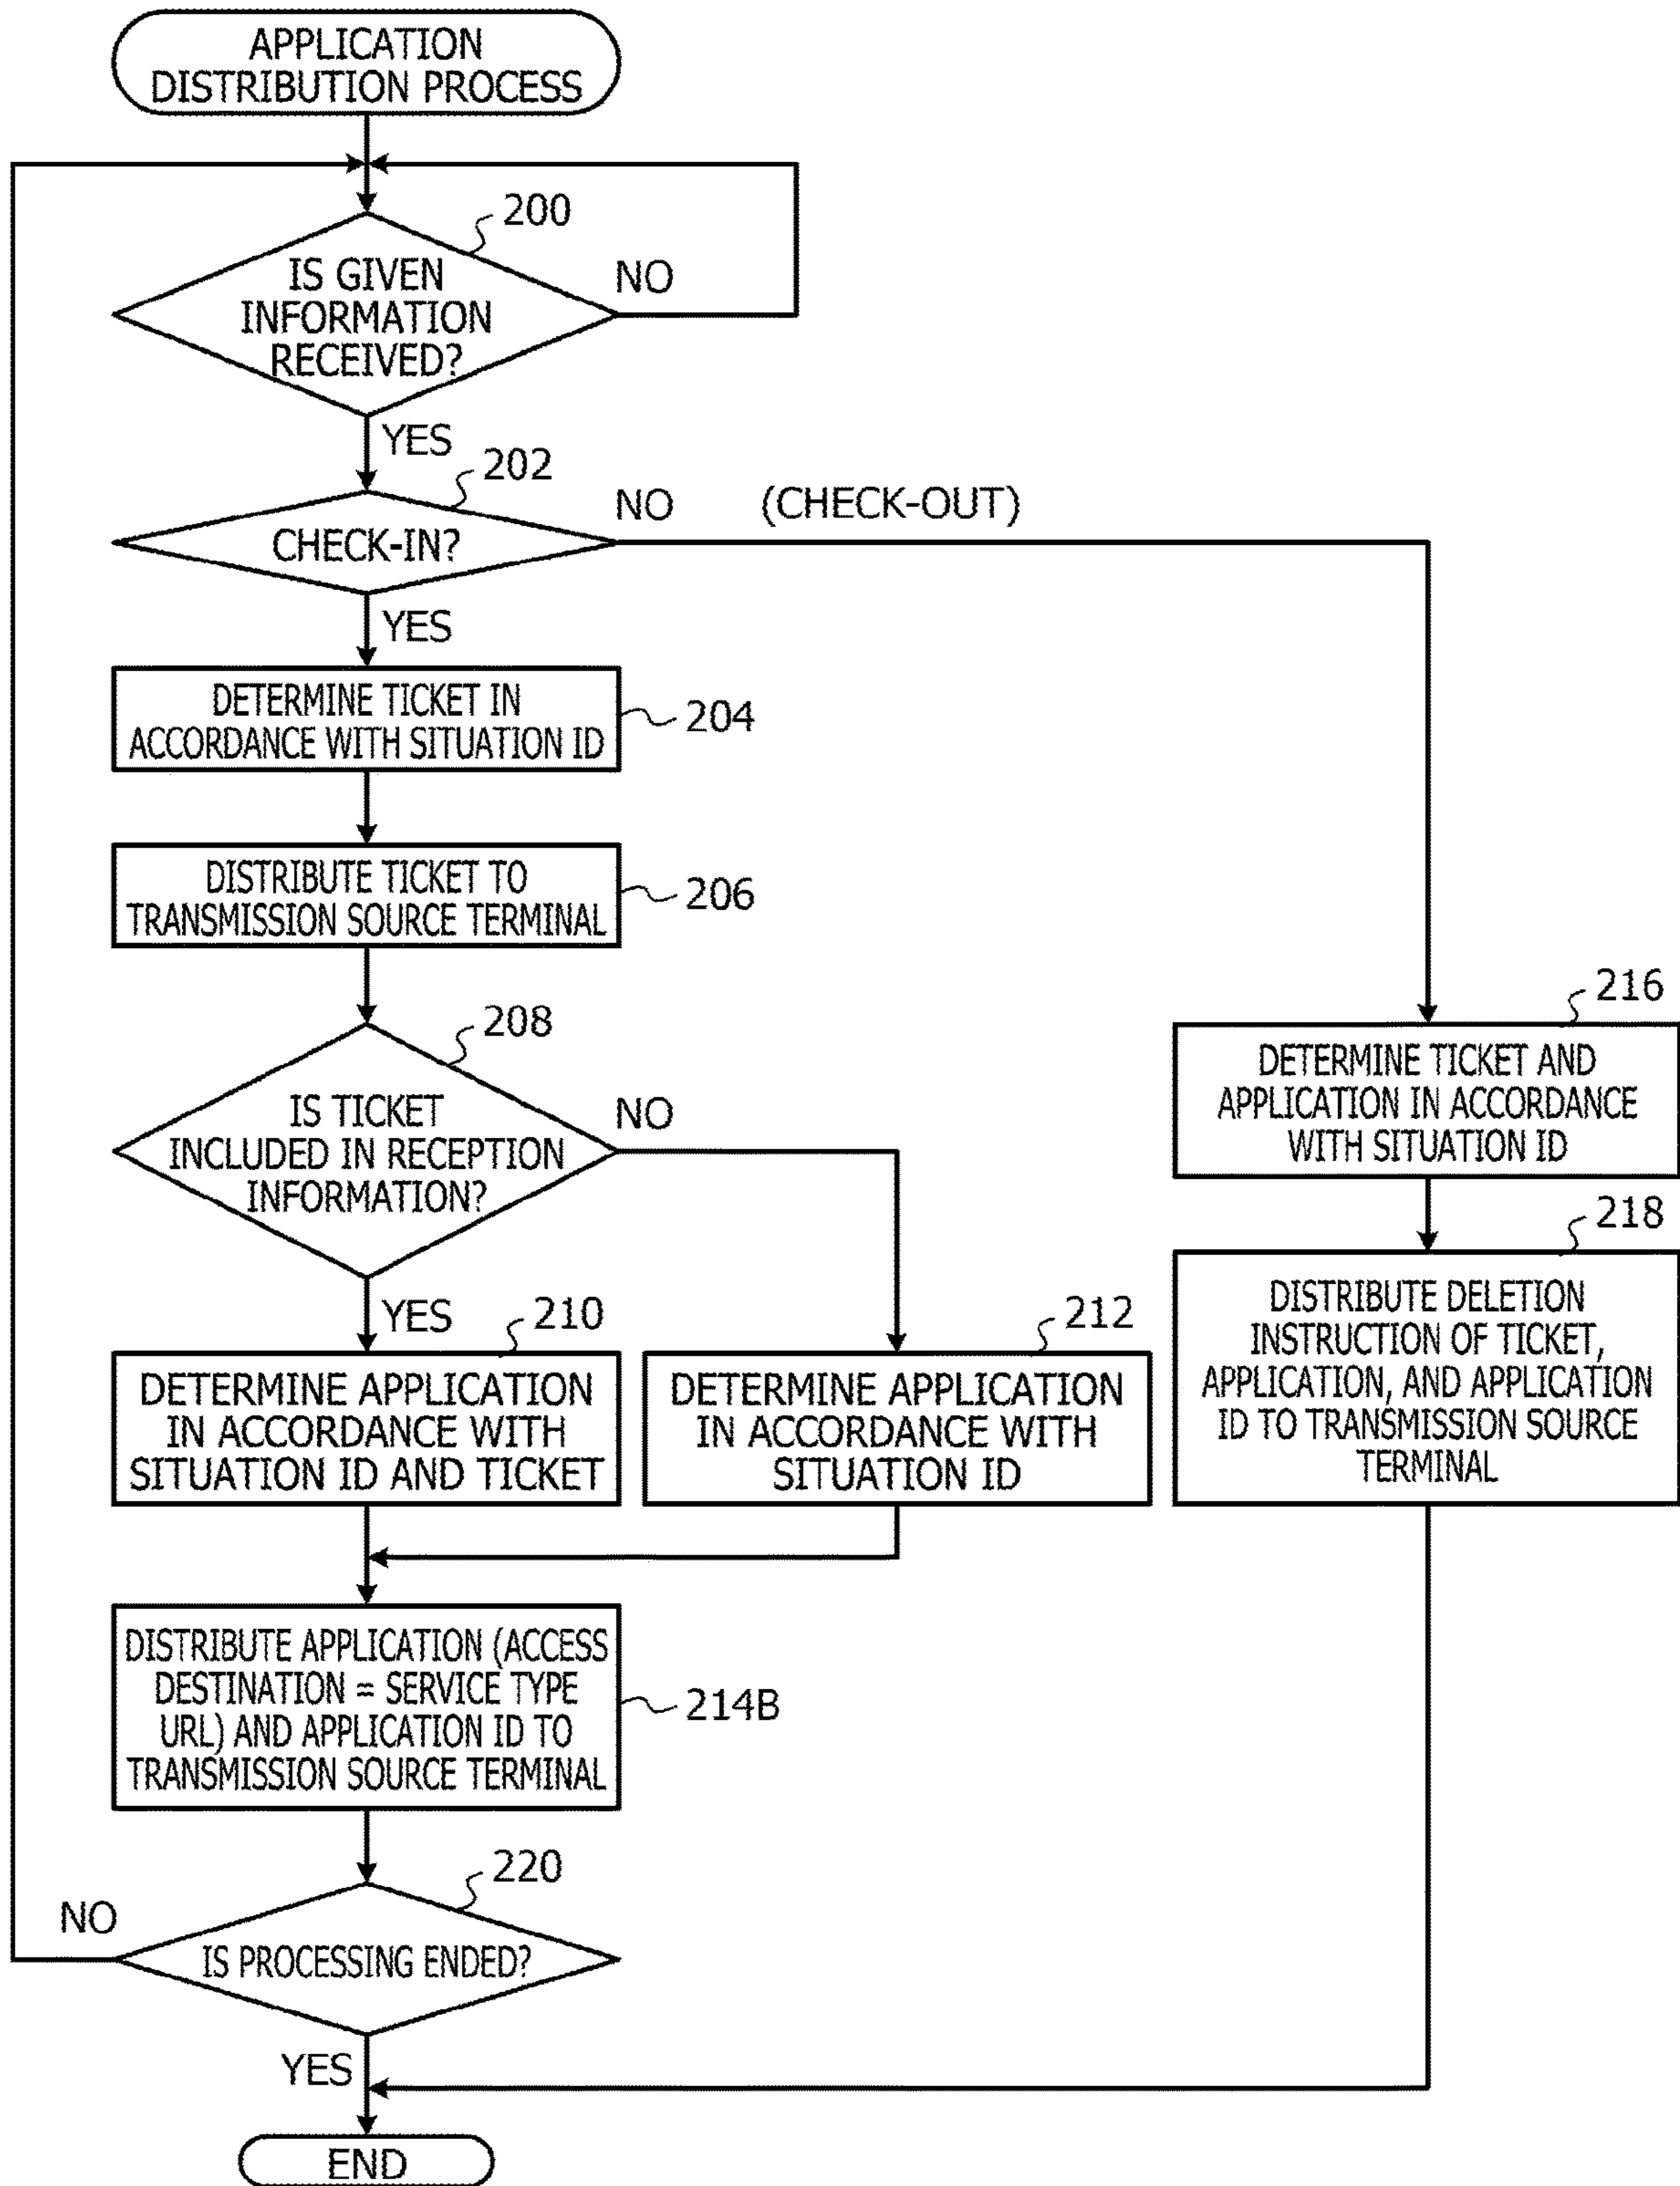 APPLICATION
DISTRIBUTION PROCESS
200
IS GIVEN
INFORMATION
RECEIVED?
NO
YES
202
CHECK-IN?
NO (CHECK-OUT)
YES
DETERMINE TICKET IN
ACCORDANCE WITH SITUATION ID
204
DISTRIBUTE TICKET TO
TRANSMISSION SOURCE TERMINAL
206
208
IS TICKET
INCLUDED IN RECEPTION
INFORMATION?
NO
YES
210
DETERMINE APPLICATION
IN ACCORDANCE WITH
SITUATION ID AND TICKET
212
DETERMINE APPLICATION
IN ACCORDANCE WITH
SITUATION ID
216
DETERMINE TICKET AND
APPLICATION IN ACCORDANCE
WITH SITUATION ID
218
DISTRIBUTE DELETION
INSTRUCTION OF TICKET,
APPLICATION, AND APPLICATION
ID TO TRANSMISSION SOURCE
TERMINAL
DISTRIBUTE APPLICATION (ACCESS
DESTINATION = SERVICE TYPE
URL) AND APPLICATION ID TO
TRANSMISSION SOURCE TERMINAL
214B
220
NO
IS PROCESSING ENDED?
YES
END